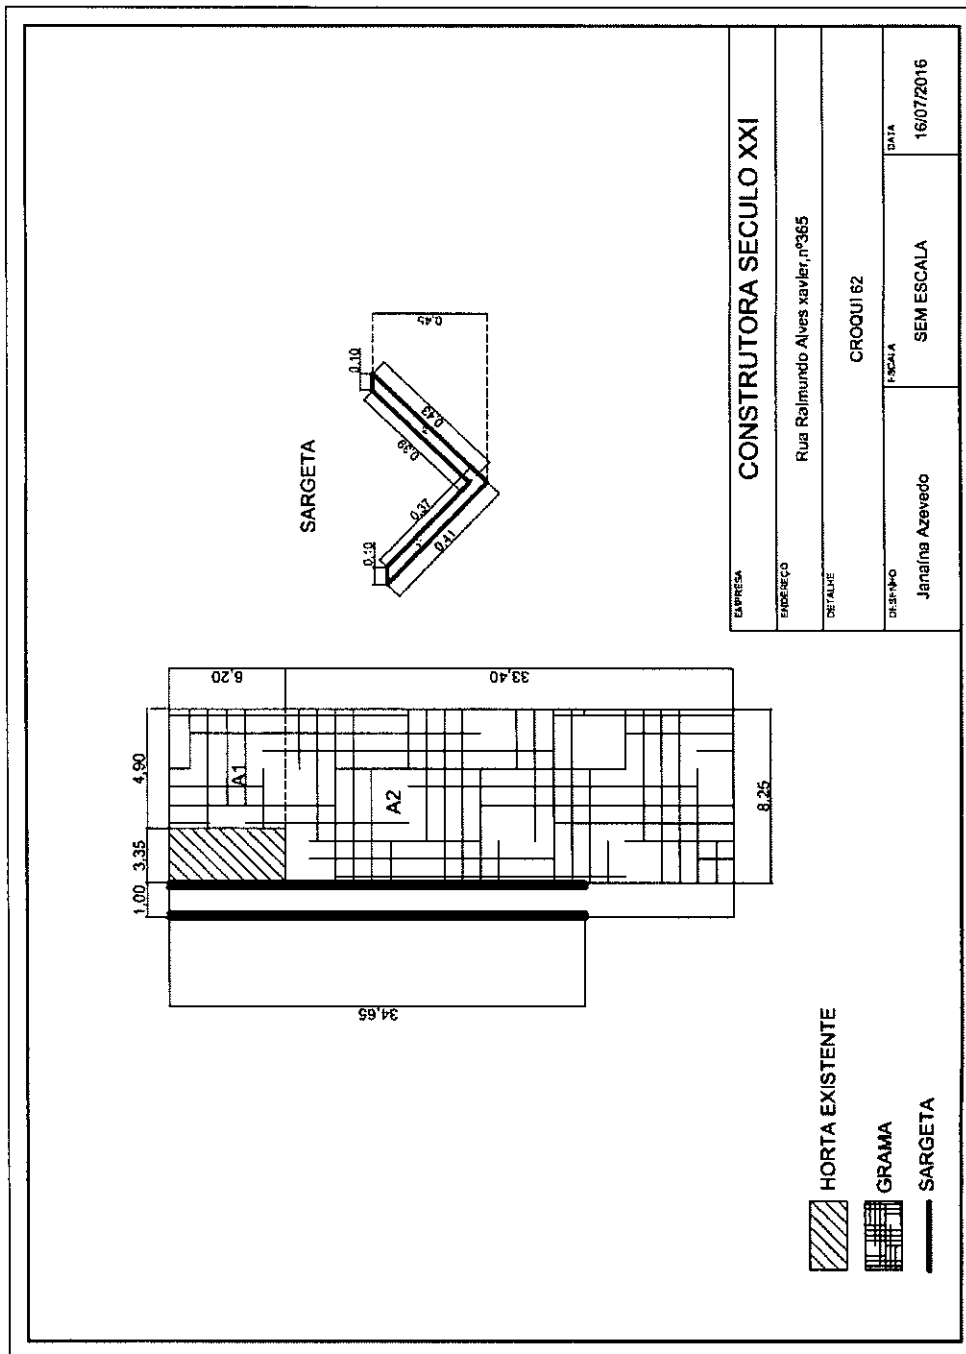 SARGETA
0,10
0,10
0,37
0,41
0,39
0,43
0,45
1,00
3,35
4,90
6,20
33,40
A1
A2
34,65
8,25
HORTA EXISTENTE
GRAMA
SARGETA
EMPRESA
CONSTRUTORA SECULO XXI
ENDEREÇO
Rua Raimundo Alves xavier,nº365
DETALHE
CROQUI 62
DESENHO
Janaína Azevedo
ESCALA
SEM ESCALA
DATA
16/07/2016